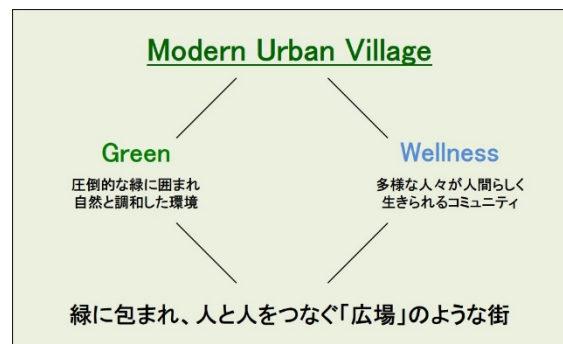 Modern Urban Village
Green
圧倒的な緑に囲まれ
自然と調和した環境
Wellness
多様な人々が人間らしく
生きられるコミュニティ
緑に包まれ、人と人をつなぐ「広場」のような街